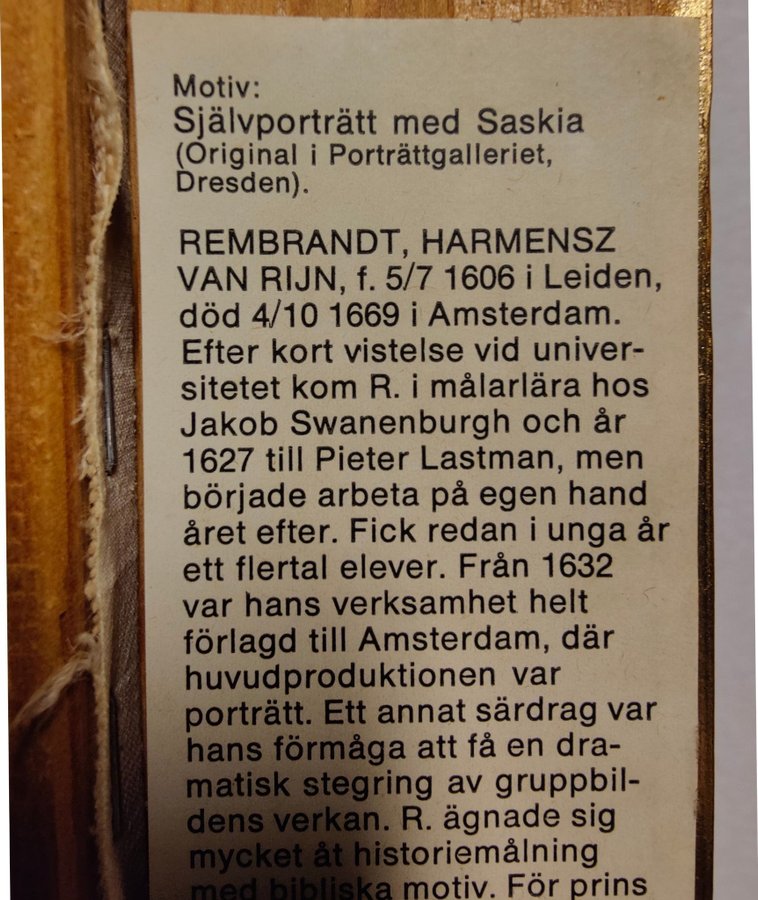 Motiv:
Självporträtt med Saskia
(Original i Porträttgalleriet,
Dresden).
REMBRANDT, HARMENSZ
VAN RIJN, f. 5/7 1606 i Leiden,
död 4/10 1669 i Amsterdam.
Efter kort vistelse vid univer-
sitetet kom R. i målarlära hos
Jakob Swanenburgh och år
1627 till Pieter Lastman, men
började arbeta på egen hand
året efter. Fick redan i unga år
ett flertal elever. Från 1632
var hans verksamhet helt
förlagd till Amsterdam, där
huvudproduktionen var
porträtt. Ett annat särdrag var
hans förmåga att få en dra-
matisk stegring av gruppbil-
dens verkan. R. ägnade sig
mycket åt historiemålning
med bibliska motiv. För prins